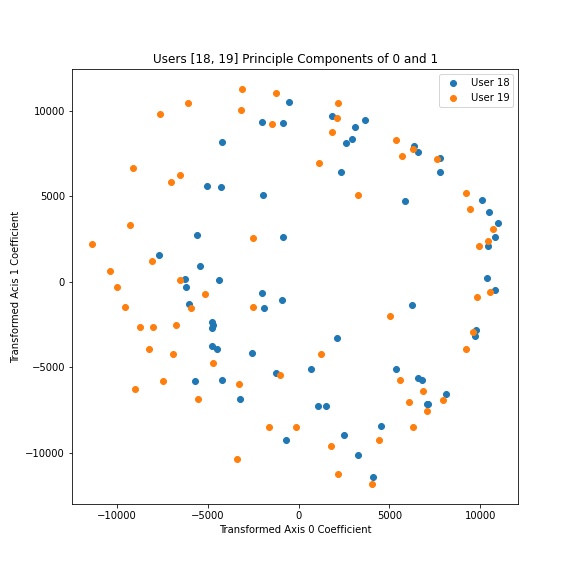 Users [18, 19] Principle Components of 0 and 1
User 18
User 19
10000
5000
0
−5000
−10000
Transformed Acis 1 Coefficient
−10000 −5000 0 5000 10000
Transformed Axis 0 Coefficient